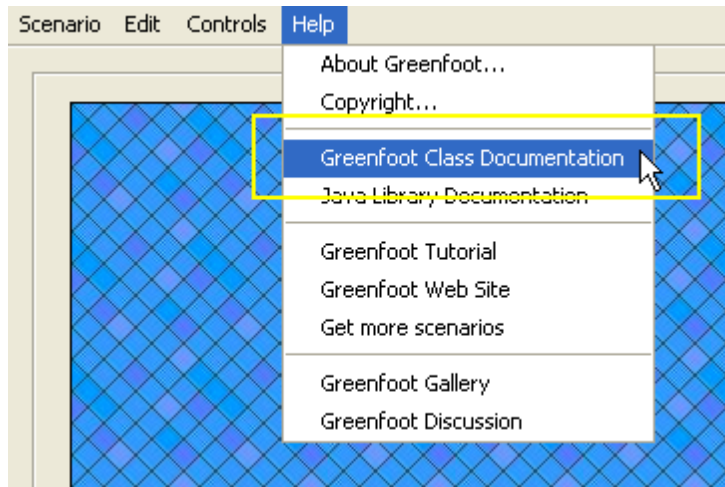 Scenario Edit Controls Help
About Greenfoot...
Copyright...
Greenfoot Class Documentation
Java Library Documentation
Greenfoot Tutorial
Greenfoot Web Site
Get more scenarios
Greenfoot Gallery
Greenfoot Discussion